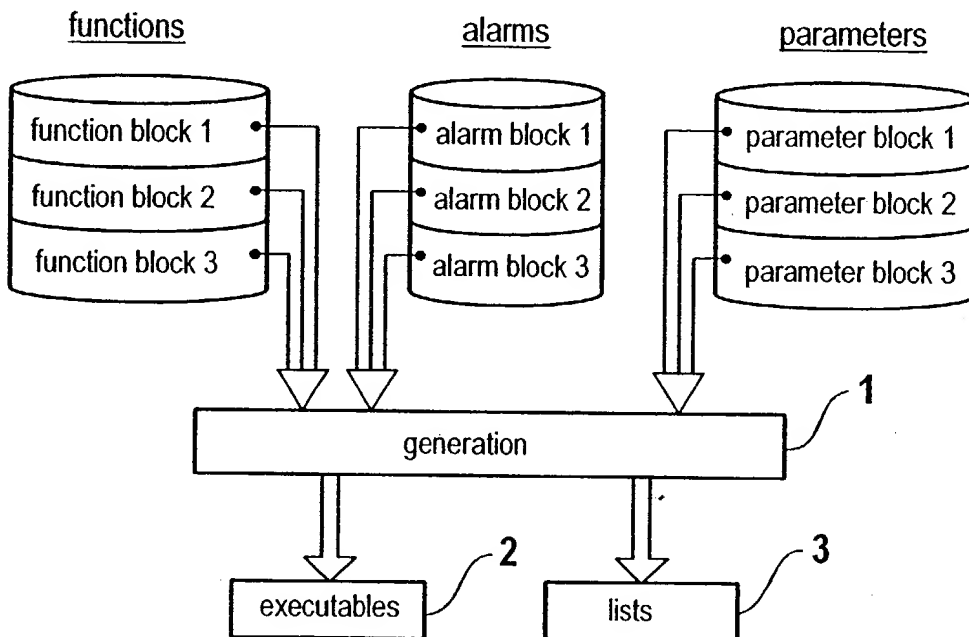 functions
alarms
parameters
function block 1
function block 2
function block 3
alarm block 1
alarm block 2
alarm block 3
parameter block 1
parameter block 2
parameter block 3
1
generation
2
3
executables
lists